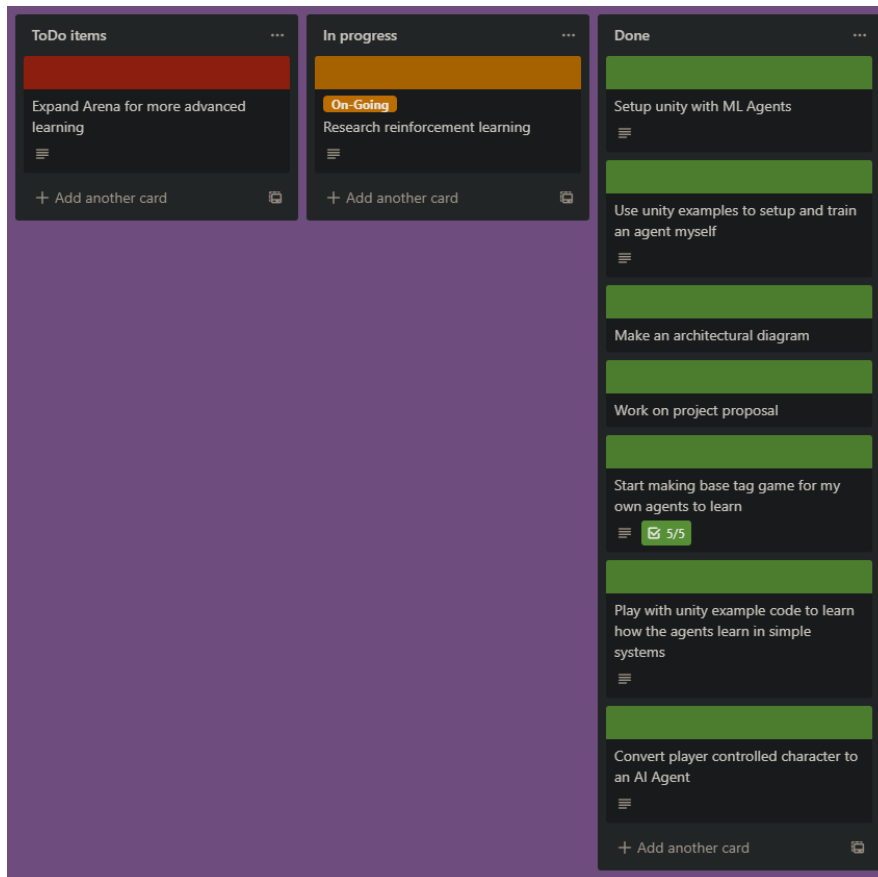 ToDo items
Expand Arena for more advanced
learning
Add another card
In progress
On-Going
Research reinforcement learning
Add another card
Done
Setup unity with ML Agents
Use unity examples to setup and train
an agent myself
Make an architectural diagram
Work on project proposal
Start making base tag game for my
own agents to learn
5/5
Play with unity example code to learn
how the agents learn in simple
systems
Convert player controlled character to
an AI Agent
Add another card